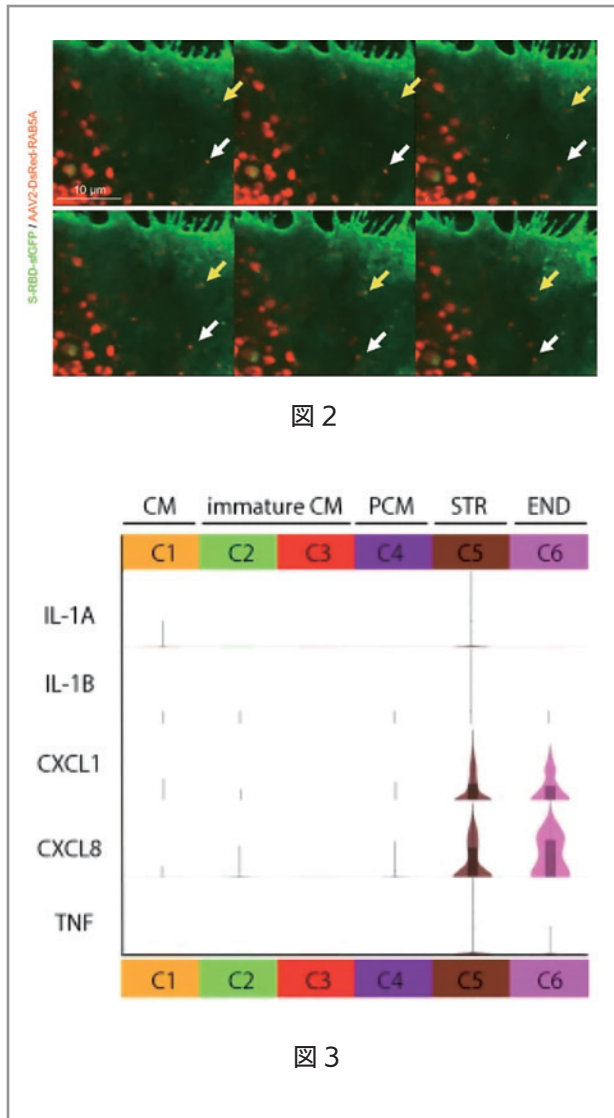 S-RBD-sfGFP / AAV2-DsRed-RAB5A
10 μm
図 2
CM immature CM PCM STR END
C1 C2 C3 C4 C5 C6
IL-1A
IL-1B
CXCL1
CXCL8
TNF
C1 C2 C3 C4 C5 C6
図 3